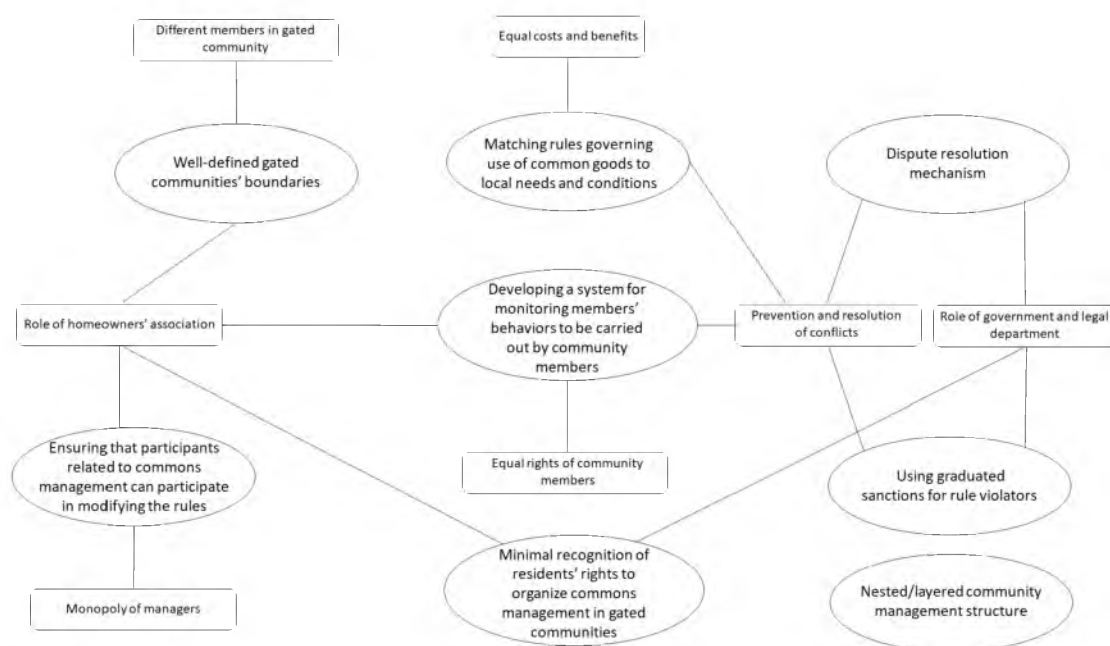 Different members in gated
community
Equal costs and benefits
Well-defined gated
communities’ boundaries
Matching rules governing
use of common goods to
local needs and conditions
Dispute resolution
mechanism
Role of homeowners’ association
Developing a system for
monitoring members’
behaviors to be carried
out by community
members
Prevention and resolution
of conflicts
Role of government and legal
department
Ensuring that participants
related to commons
management can participate
in modifying the rules
Equal rights of community
members
Using graduated
sanctions for rule violators
Monopoly of managers
Minimal recognition of
residents’ rights to
organize commons
management in gated
communities
Nested/layered community
management structure